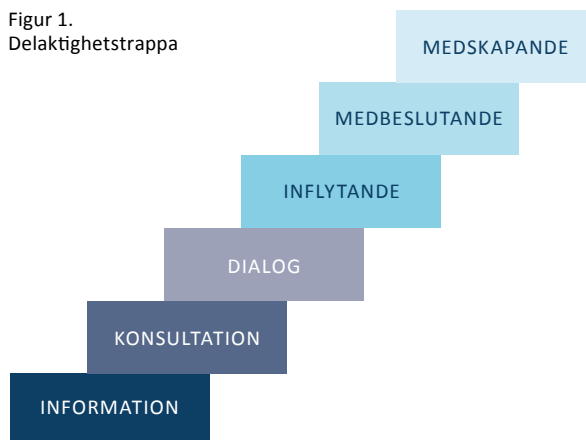 Figur 1.
Delaktighetstrappa
MEDSKAPANDE
MEDBESLUTANDE
INFLYTANDE
DIALOG
KONSULTATION
INFORMATION